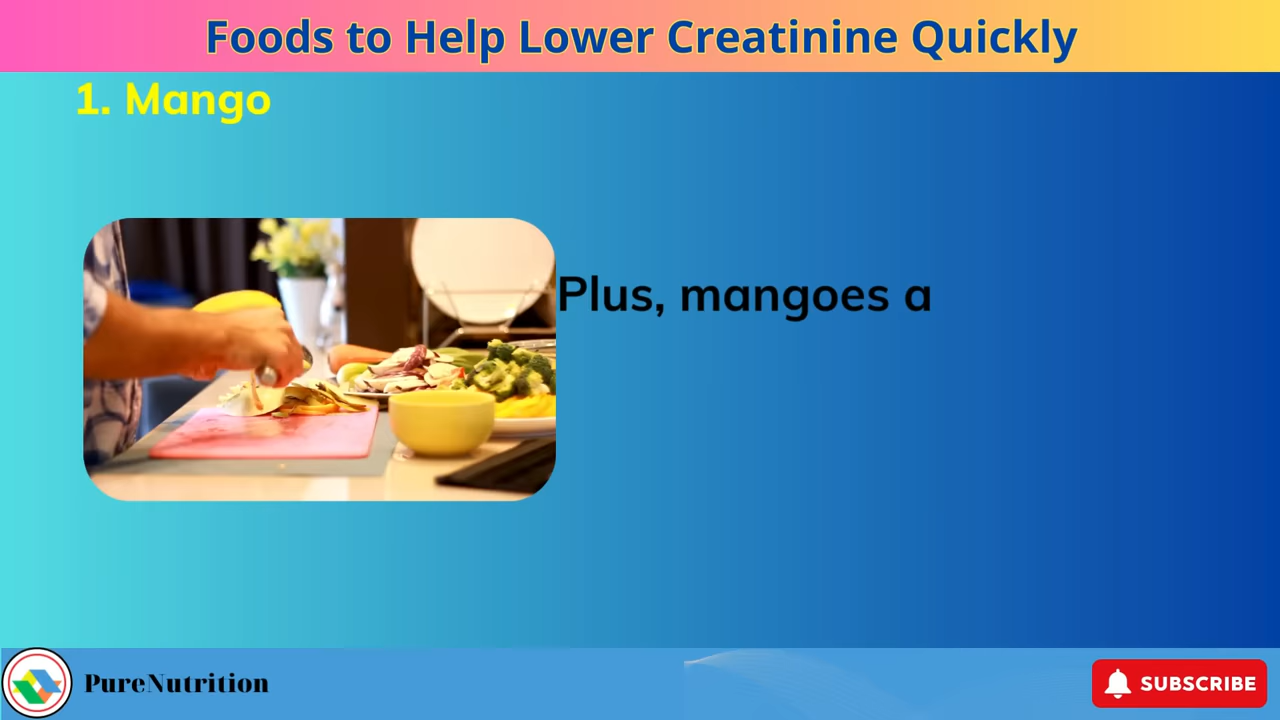 Foods to Help Lower Creatinine Quickly
1. Mango
Plus, mangoes a
PureNutrition
SUBSCRIBE